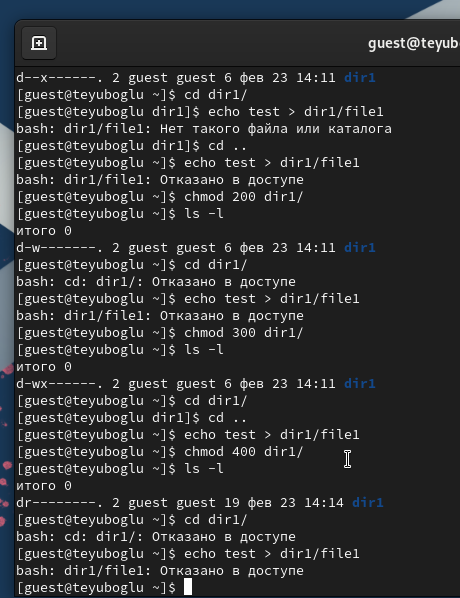 guest@teyub
d--x------. 2 guest guest 6 фев 23 14:11 dir1
[guest@teyuboglu ~]$ cd dir1/
[guest@teyuboglu dir1]$ echo test > dir1/file1
bash: dir1/file1: Нет такого файла или каталога
[guest@teyuboglu dir1]$ cd ..
[guest@teyuboglu ~]$ echo test > dir1/file1
bash: dir1/file1: Отказано в доступе
[guest@teyuboglu ~]$ chmod 200 dir1/
[guest@teyuboglu ~]$ ls -l
итого 0
d-w-------. 2 guest guest 6 фев 23 14:11 dir1
[guest@teyuboglu ~]$ cd dir1/
bash: cd: dir1/: Отказано в доступе
[guest@teyuboglu ~]$ echo test > dir1/file1
bash: dir1/file1: Отказано в доступе
[guest@teyuboglu ~]$ chmod 300 dir1/
[guest@teyuboglu ~]$ ls -l
итого 0
d-wx------. 2 guest guest 6 фев 23 14:11 dir1
[guest@teyuboglu ~]$ cd dir1/
[guest@teyuboglu dir1]$ cd ..
[guest@teyuboglu ~]$ echo test > dir1/file1
[guest@teyuboglu ~]$ chmod 400 dir1/
[guest@teyuboglu ~]$ ls -l
итого 0
dr--------. 2 guest guest 19 фев 23 14:14 dir1
[guest@teyuboglu ~]$ cd dir1/
bash: cd: dir1/: Отказано в доступе
[guest@teyuboglu ~]$ echo test > dir1/file1
bash: dir1/file1: Отказано в доступе
[guest@teyuboglu ~]$